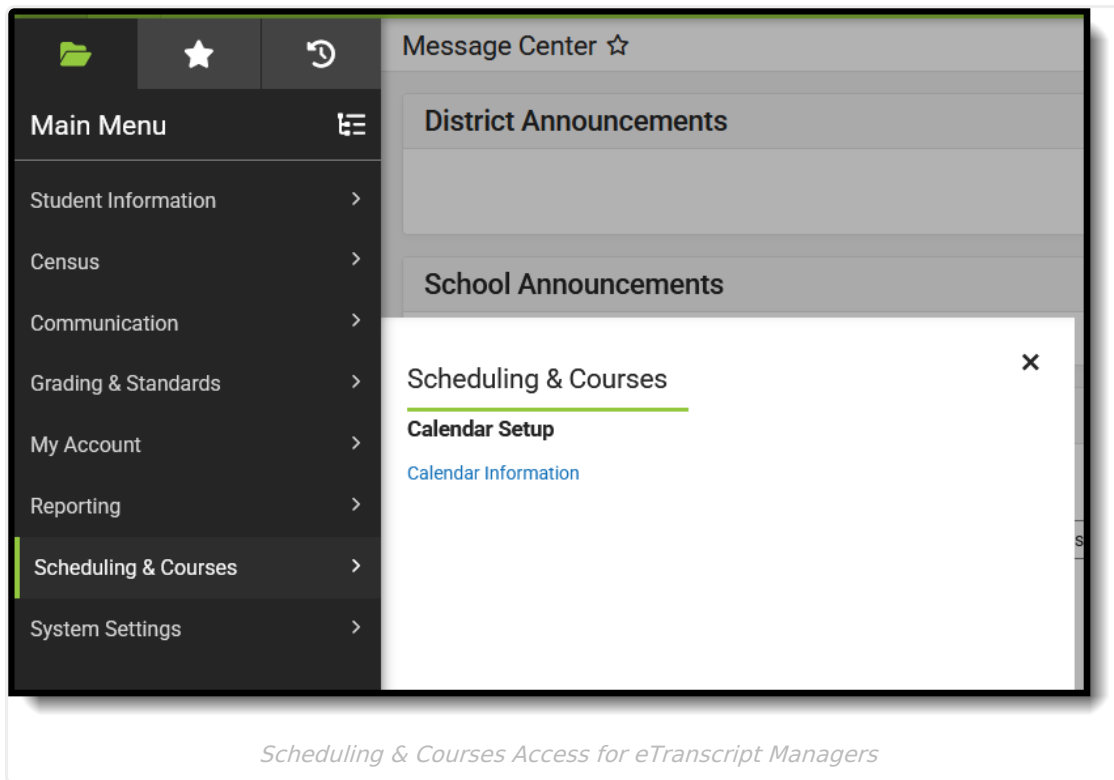 Message Center
Main Menu
District Announcements
Student Information
Census
School Announcements
Communication
Grading & Standards
My Account
Reporting
Scheduling & Courses
System Settings
Scheduling & Courses
Calendar Setup
Calendar Information
s
Scheduling & Courses Access for eTranscript Managers